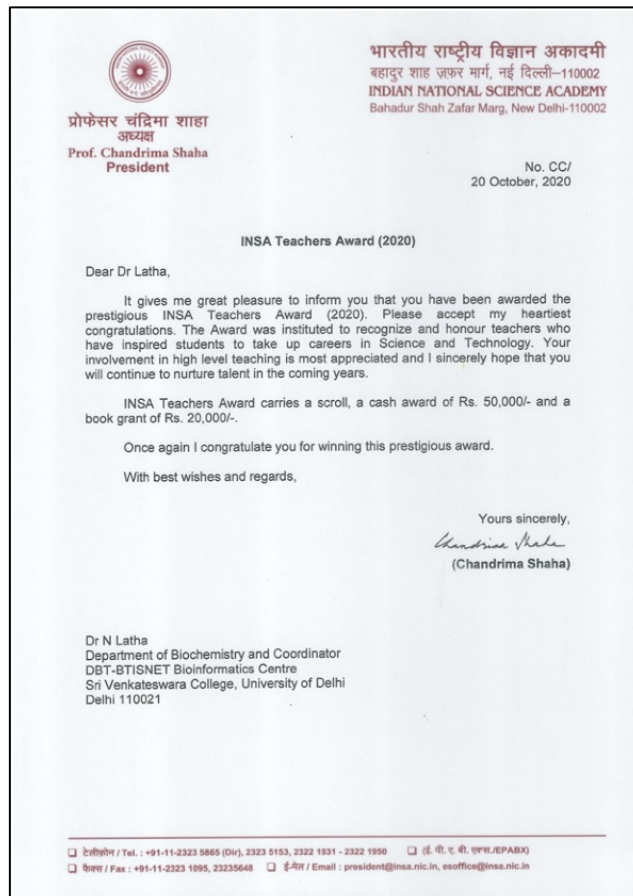 प्रोफेसर चंद्रिमा शाहा
अध्यक्ष
Prof. Chandrima Shaha
President
भारतीय राष्ट्रीय विज्ञान अकादमी
बहादुर शाह ज़फर मार्ग, नई दिल्ली–110002
INDIAN NATIONAL SCIENCE ACADEMY
Bahadur Shah Zafar Marg, New Delhi-110002
No. CC/
20 October, 2020
INSA Teachers Award (2020)
Dear Dr Latha,
It gives me great pleasure to inform you that you have been awarded the
prestigious INSA Teachers Award (2020). Please accept my heartiest
congratulations. The Award was instituted to recognize and honour teachers who
have inspired students to take up careers in Science and Technology. Your
involvement in high level teaching is most appreciated and I sincerely hope that you
will continue to nurture talent in the coming years.
INSA Teachers Award carries a scroll, a cash award of Rs. 50,000/- and a
book grant of Rs. 20,000/-.
Once again I congratulate you for winning this prestigious award.
With best wishes and regards,
Yours sincerely,
Chandrima Shaha
(Chandrima Shaha)
Dr N Latha
Department of Biochemistry and Coordinator
DBT-BTISNET Bioinformatics Centre
Sri Venkateswara College, University of Delhi
Delhi 110021
❑ टेलीफ़ोन / Tel. : +91-11-2323 5865 (Dir), 2323 5153, 2322 1931 - 2322 1950 ❑ (ई. पी. ए. बी. एक्स./EPABX)
❑ फैक्स / Fax : +91-11-2323 1095, 23235648 ❑ ई-मेल / Email : president@insa.nic.in, esoffice@insa.nic.in